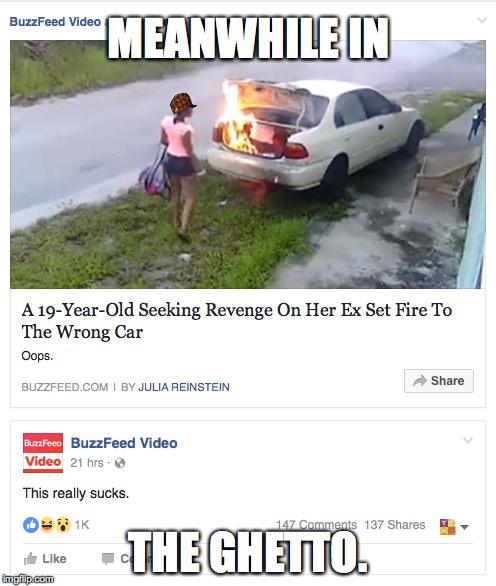 BuzzFeed Video
MEANWHILE IN
A 19-Year-Old Seeking Revenge On Her Ex Set Fire To
The Wrong Car
Oops.
BUZZFEED.COM | BY JULIA REINSTEIN
Share
BuzzFeed
Video
BuzzFeed Video
21 hrs ·
This really sucks.
1K
147 Comments 137 Shares
THE GHETTO.
Like
imgflip.com